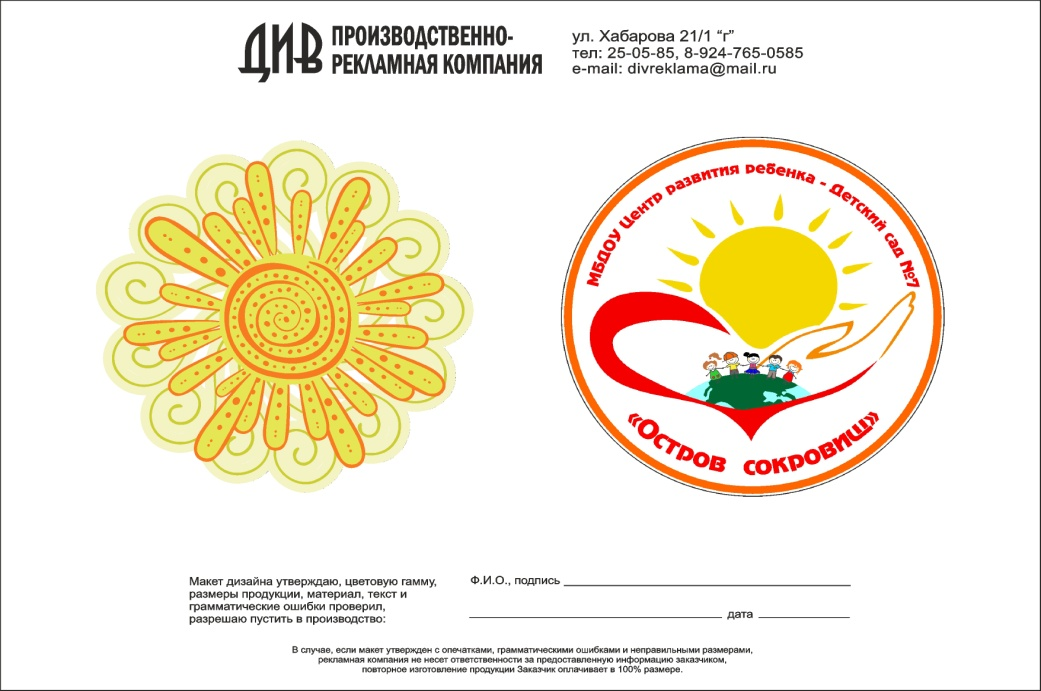 ДИВ ПРОИЗВОДСТВЕННО-
РЕКЛАМНАЯ КОМПАНИЯ
ул. Хабарова 21/1 “г”
тел: 25-05-85, 8-924-765-0585
e-mail: divreklama@mail.ru
МБДОУ Центр развития ребенка - Детский сад №7
«Остров сокровищ»
Макет дизайна утверждаю, цветовую гамму,
размеры продукции, материал, текст и
грамматические ошибки проверил,
разрешаю пустить в производство:
Ф.И.О., подпись
дата
В случае, если макет утвержден с опечатками, грамматическими ошибками и неправильными размерами,
рекламная компания не несет ответственности за предоставленную информацию заказчиком,
повторное изготовление продукции Заказчик оплачивает в 100% размере.